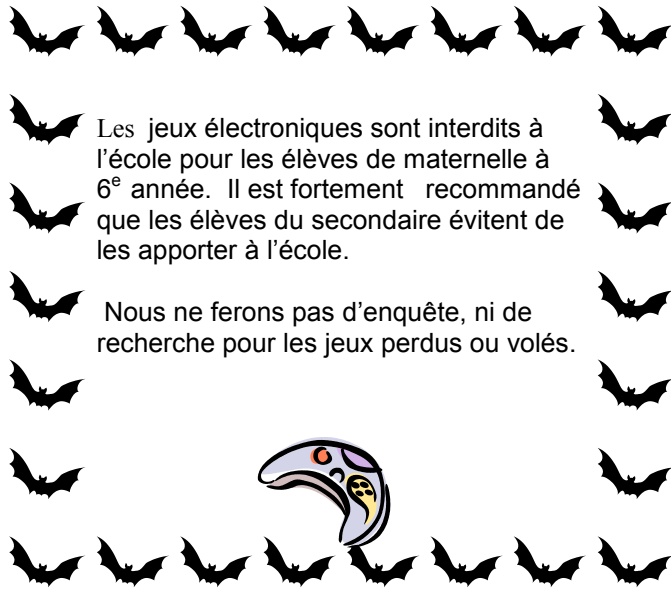 Les jeux électroniques sont interdits à
l’école pour les élèves de maternelle à
6e année. Il est fortement recommandé
que les élèves du secondaire évitent de
les apporter à l’école.
Nous ne ferons pas d’enquête, ni de
recherche pour les jeux perdus ou volés.